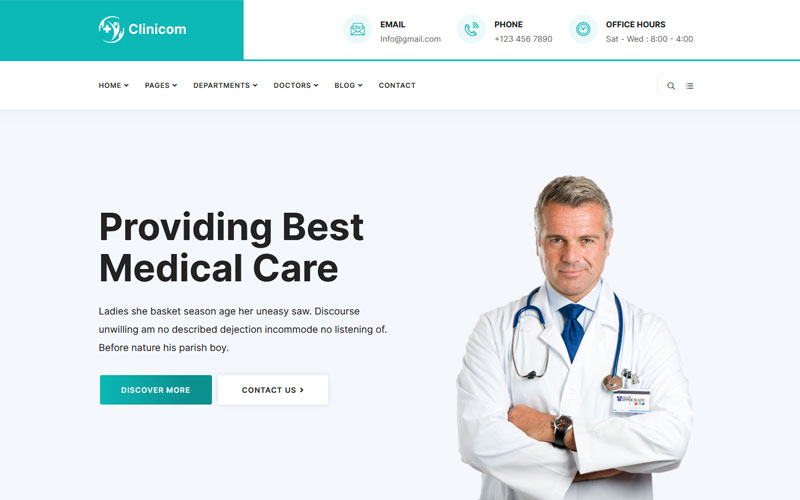 Clinicom
EMAIL
Info@gmail.com
PHONE
+123 456 7890
OFFICE HOURS
Sat - Wed : 8:00 - 4:00
HOME
PAGES
DEPARTMENTS
DOCTORS
BLOG
CONTACT
Providing Best
Medical Care
Ladies she basket season age her uneasy saw. Discourse
unwilling am no described dejection incommode no listening of.
Before nature his parish boy.
DISCOVER MORE
CONTACT US